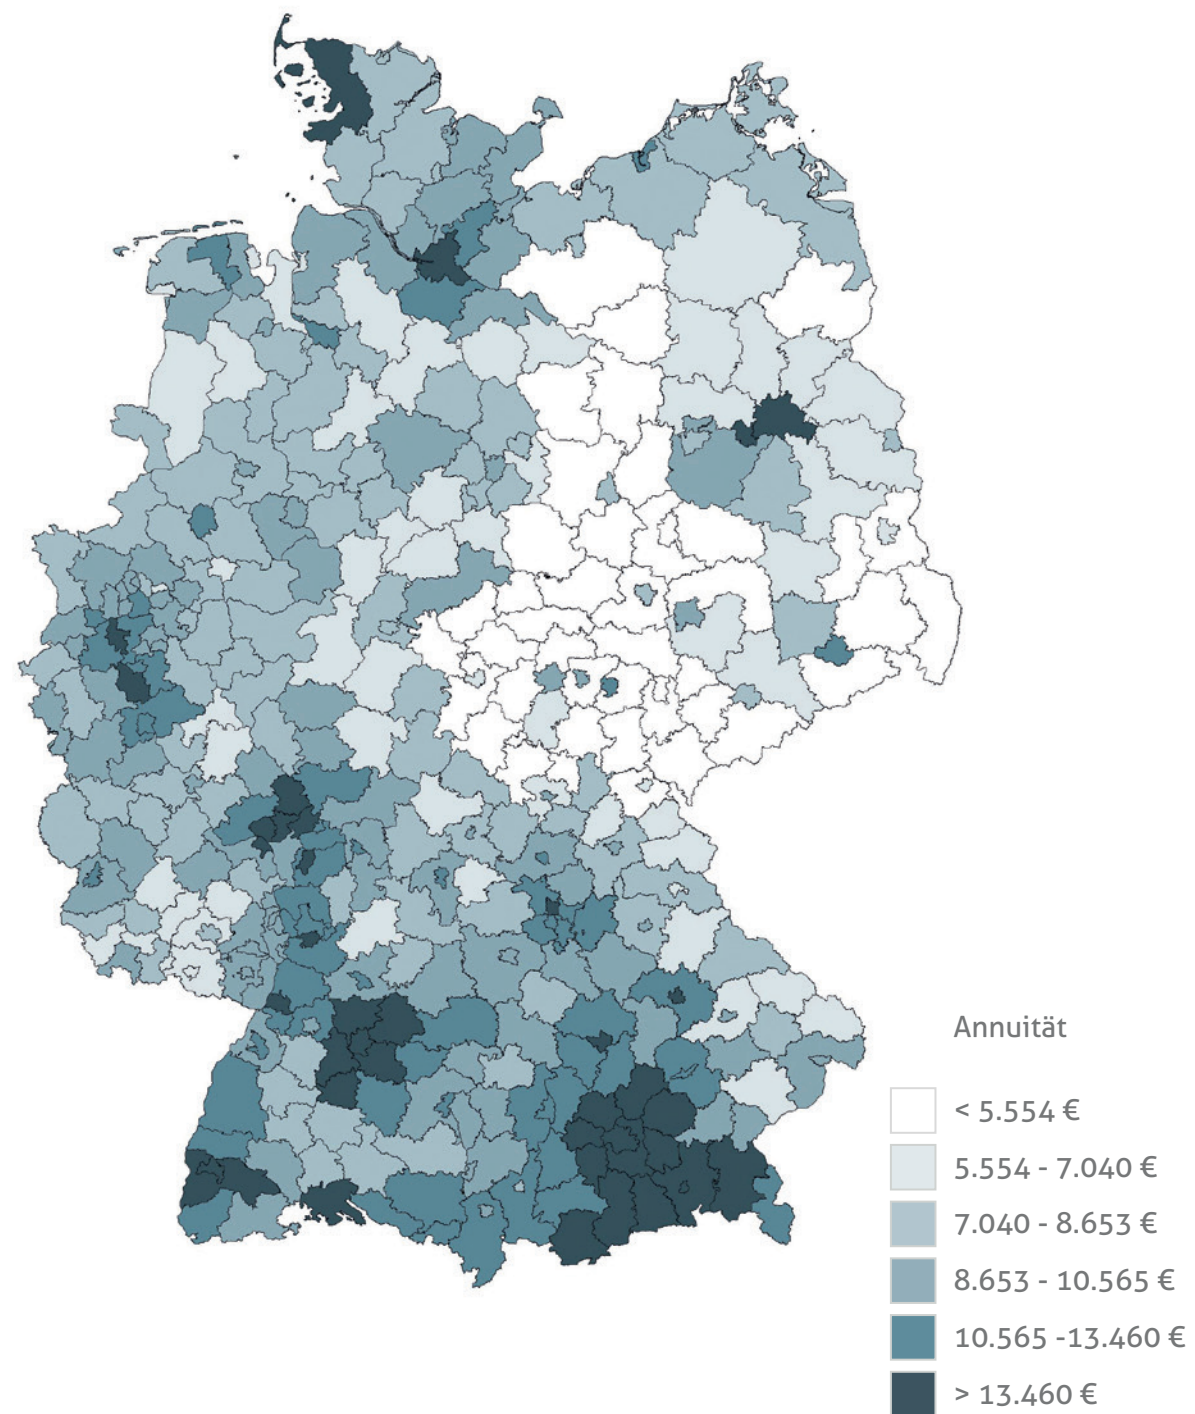 Annuität
< 5.554 €
5.554 - 7.040 €
7.040 - 8.653 €
8.653 - 10.565 €
10.565 -13.460 €
> 13.460 €